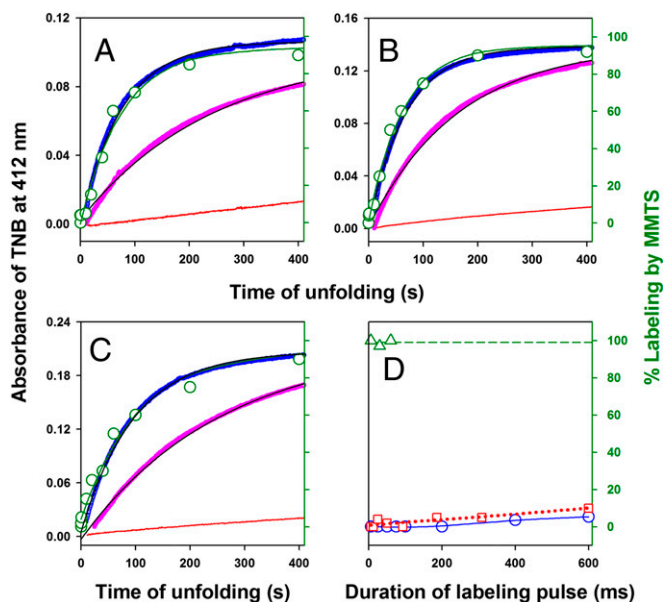 0.12
0.08
0.04
0.00
A
0 100 200 300 400
0.16
0.12
0.08
0.04
0.00
B
0 100 200 300 400
100
80
60
40
20
0
Time of unfolding (s)
Absorbance of TNB at 412 nm
% Labeling by MMTS
0.24
0.18
0.12
0.06
0.00
C
0 100 200 300 400
Time of unfolding (s)
D
0 200 400 600
100
80
60
40
20
0
Duration of labeling pulse (ms)